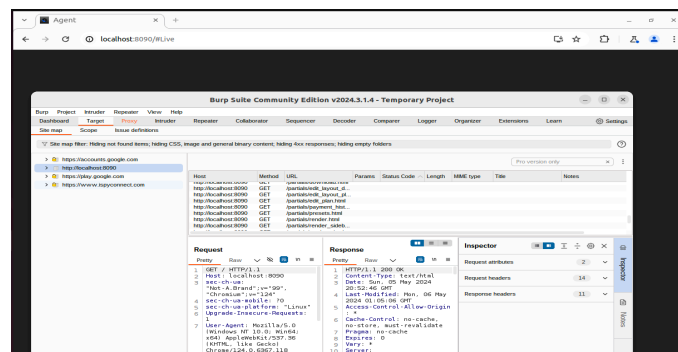 Agent
localhost:8090/#Live
Burp Suite Community Edition v2024.3.1.4 - Temporary Project
Burp Project Intruder Repeater View Help
Dashboard Target Proxy Intruder Repeater Collaborator Sequencer Decoder Comparer Logger Organizer Extensions Learn Settings
Site map Scope Issue definitions
Site map filter: Hiding not found items; hiding CSS, image and general binary content; hiding 4xx responses; hiding empty folders
https://accounts.google.com
http://localhost:8090
https://play.google.com
https://www.ispyconnect.com
Pro version only
Host Method URL Params Status Code Length MIME type Title Notes
http://localhost:8090 GET /partials/edit_layout_d...
http://localhost:8090 GET /partials/edit_layout_pl...
http://localhost:8090 GET /partials/edit_plan.html
http://localhost:8090 GET /partials/payment_hist...
http://localhost:8090 GET /partials/presets.html
http://localhost:8090 GET /partials/render.html
http://localhost:8090 GET /partials/render_sideb...
Request
Pretty Raw
1 GET / HTTP/1.1
2 Host: localhost:8090
3 sec-ch-ua:
"Not-A.Brand";v="99",
"Chromium";v="124"
4 sec-ch-ua-mobile: ?0
5 sec-ch-ua-platform: "Linux"
6 Upgrade-Insecure-Requests:
1
7 User-Agent: Mozilla/5.0
(Windows NT 10.0; Win64;
x64) AppleWebKit/537.36
(KHTML, like Gecko)
Chrome/124.0.6367.118
Response
Pretty Raw
1 HTTP/1.1 200 OK
2 Content-Type: text/html
3 Date: Sun, 05 May 2024
20:52:46 GMT
4 Last-Modified: Mon, 06 May
2024 01:05:06 GMT
5 Access-Control-Allow-Origin
: *
6 Cache-Control: no-cache,
no-store, must-revalidate
7 Pragma: no-cache
8 Expires: 0
9 Vary: *
10 Server:
Inspector
Request attributes 2
Request headers 14
Response headers 11
Inspector
Notes